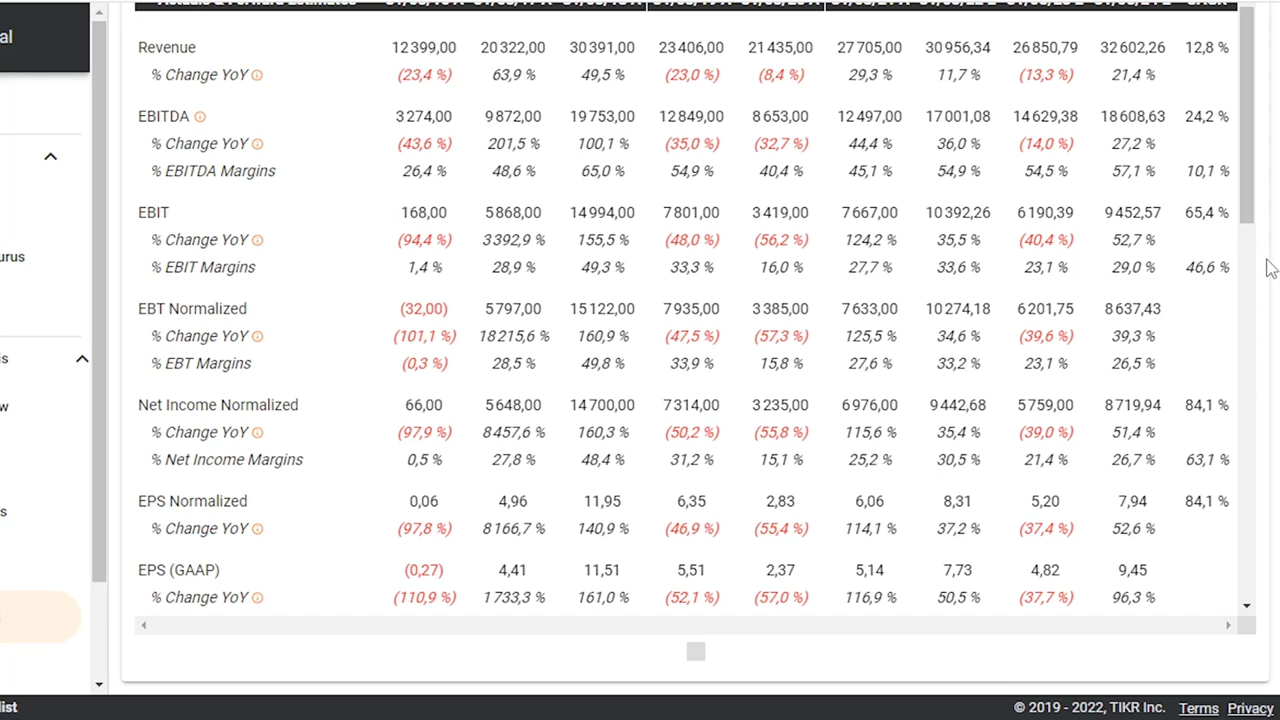 al
urus
is
w
s
list
Revenue 12 399,00 20 322,00 30 391,00 23 406,00 21 435,00 27 705,00 30 956,34 26 850,79 32 602,26 12,8 %
% Change YoY (23,4 %) 63,9 % 49,5 % (23,0 %) (8,4 %) 29,3 % 11,7 % (13,3 %) 21,4 %
EBITDA 3 274,00 9 872,00 19 753,00 12 849,00 8 653,00 12 497,00 17 001,08 14 629,38 18 608,63 24,2 %
% Change YoY (43,6 %) 201,5 % 100,1 % (35,0 %) (32,7 %) 44,4 % 36,0 % (14,0 %) 27,2 %
% EBITDA Margins 26,4 % 48,6 % 65,0 % 54,9 % 40,4 % 45,1 % 54,9 % 54,5 % 57,1 % 10,1 %
EBIT 168,00 5 868,00 14 994,00 7 801,00 3 419,00 7 667,00 10 392,26 6 190,39 9 452,57 65,4 %
% Change YoY (94,4 %) 3 392,9 % 155,5 % (48,0 %) (56,2 %) 124,2 % 35,5 % (40,4 %) 52,7 %
% EBIT Margins 1,4 % 28,9 % 49,3 % 33,3 % 16,0 % 27,7 % 33,6 % 23,1 % 29,0 % 46,6 %
EBT Normalized (32,00) 5 797,00 15 122,00 7 935,00 3 385,00 7 633,00 10 274,18 6 201,75 8 637,43
% Change YoY (101,1 %) 18 215,6 % 160,9 % (47,5 %) (57,3 %) 125,5 % 34,6 % (39,6 %) 39,3 %
% EBT Margins (0,3 %) 28,5 % 49,8 % 33,9 % 15,8 % 27,6 % 33,2 % 23,1 % 26,5 %
Net Income Normalized 66,00 5 648,00 14 700,00 7 314,00 3 235,00 6 976,00 9 442,68 5 759,00 8 719,94 84,1 %
% Change YoY (97,9 %) 8 457,6 % 160,3 % (50,2 %) (55,8 %) 115,6 % 35,4 % (39,0 %) 51,4 %
% Net Income Margins 0,5 % 27,8 % 48,4 % 31,2 % 15,1 % 25,2 % 30,5 % 21,4 % 26,7 % 63,1 %
EPS Normalized 0,06 4,96 11,95 6,35 2,83 6,06 8,31 5,20 7,94 84,1 %
% Change YoY (97,8 %) 8 166,7 % 140,9 % (46,9 %) (55,4 %) 114,1 % 37,2 % (37,4 %) 52,6 %
EPS (GAAP) (0,27) 4,41 11,51 5,51 2,37 5,14 7,73 4,82 9,45
% Change YoY (110,9 %) 1 733,3 % 161,0 % (52,1 %) (57,0 %) 116,9 % 50,5 % (37,7 %) 96,3 %
© 2019 - 2022, TIKR Inc. Terms Privacy